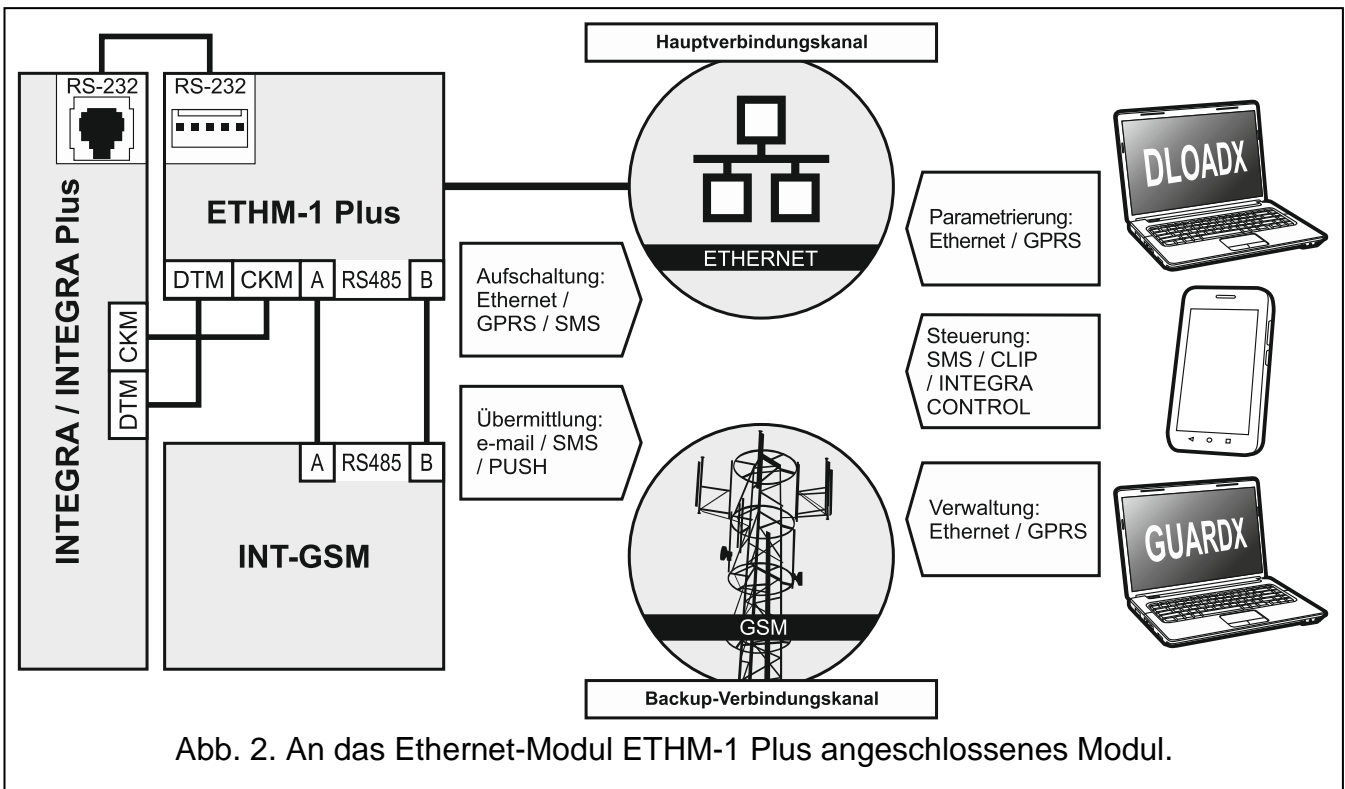 Hauptverbindungskanal
RS-232
RS-232
INTEGRA / INTEGRA Plus
ETHM-1 Plus
DTM
CKM
A
RS485
B
CKM
DTM
A
RS485
B
INT-GSM
ETHERNET
Aufschaltung:
Ethernet /
GPRS / SMS
Übermittlung:
e-mail / SMS
/ PUSH
GSM
Backup-Verbindungskanal
Parametrierung:
Ethernet / GPRS
Steuerung:
SMS / CLIP
/ INTEGRA
CONTROL
Verwaltung:
Ethernet / GPRS
DLOADX
GUARDX
Abb. 2. An das Ethernet-Modul ETHM-1 Plus angeschlossenes Modul.